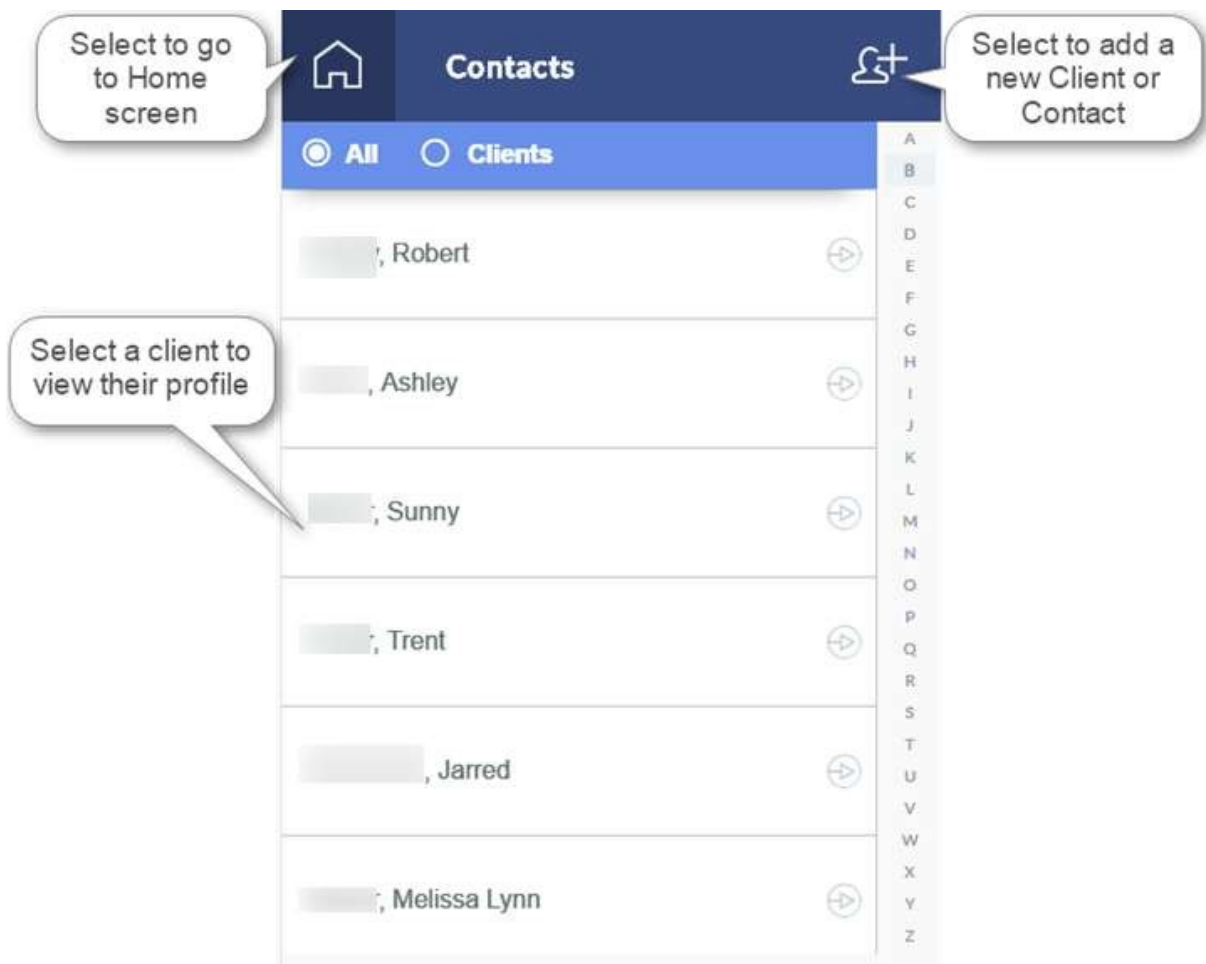 Select to go
to Home
screen
Contacts
Select to add a
new Client or
Contact
All Clients
, Robert
, Ashley
Select a client to
view their profile
, Sunny
, Trent
, Jarred
, Melissa Lynn
A
B
C
D
E
F
G
H
I
J
K
L
M
N
O
P
Q
R
S
T
U
V
W
X
Y
Z